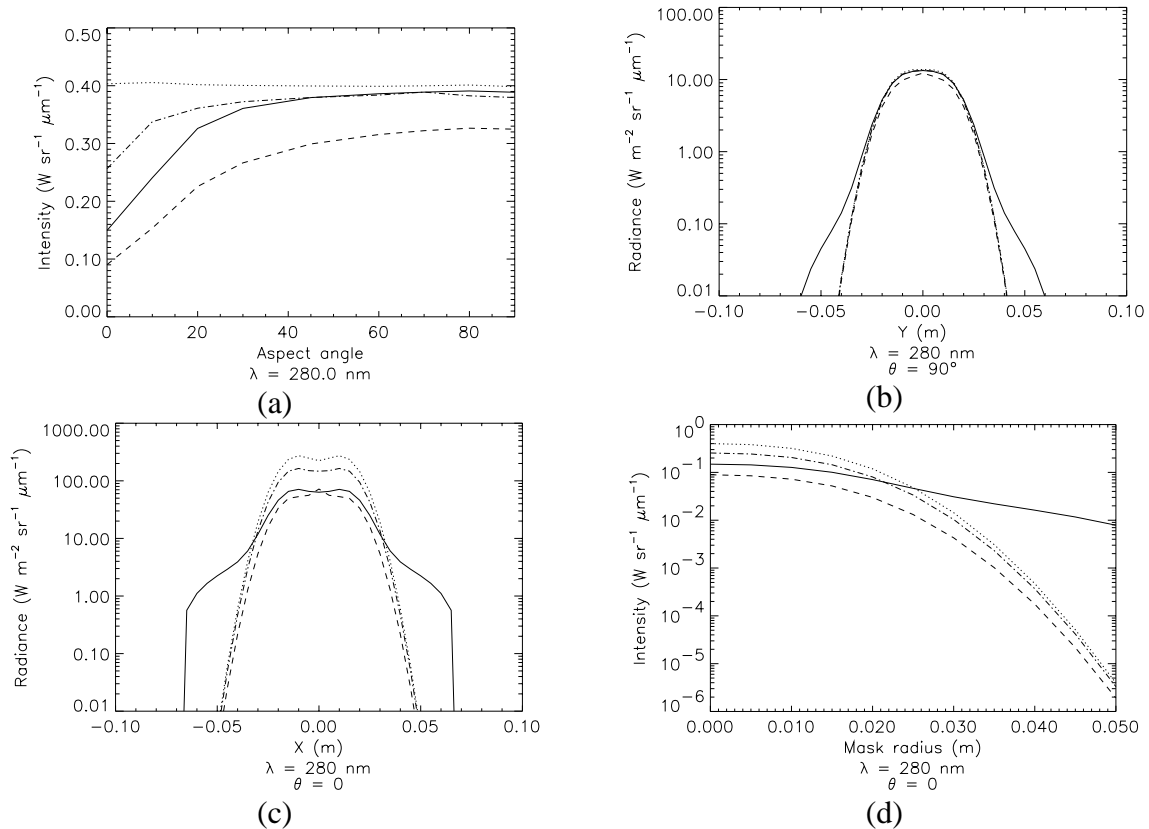 0.50
0.40
0.30
0.20
0.10
0.00
Intensity (W sr⁻¹ μm⁻¹)
0 20 40 60 80
Aspect angle
λ = 280.0 nm
(a)
100.00
10.00
1.00
0.10
0.01
Radiance (W m⁻² sr⁻¹ μm⁻¹)
−0.10 −0.05 0.00 0.05 0.10
Y (m)
λ = 280 nm
θ = 90°
(b)
1000.00
100.00
10.00
1.00
0.10
0.01
Radiance (W m⁻² sr⁻¹ μm⁻¹)
−0.10 −0.05 0.00 0.05 0.10
X (m)
λ = 280 nm
θ = 0
(c)
10⁰
10⁻¹
10⁻²
10⁻³
10⁻⁴
10⁻⁵
10⁻⁶
Intensity (W sr⁻¹ μm⁻¹)
0.000 0.010 0.020 0.030 0.040 0.050
Mask radius (m)
λ = 280 nm
θ = 0
(d)